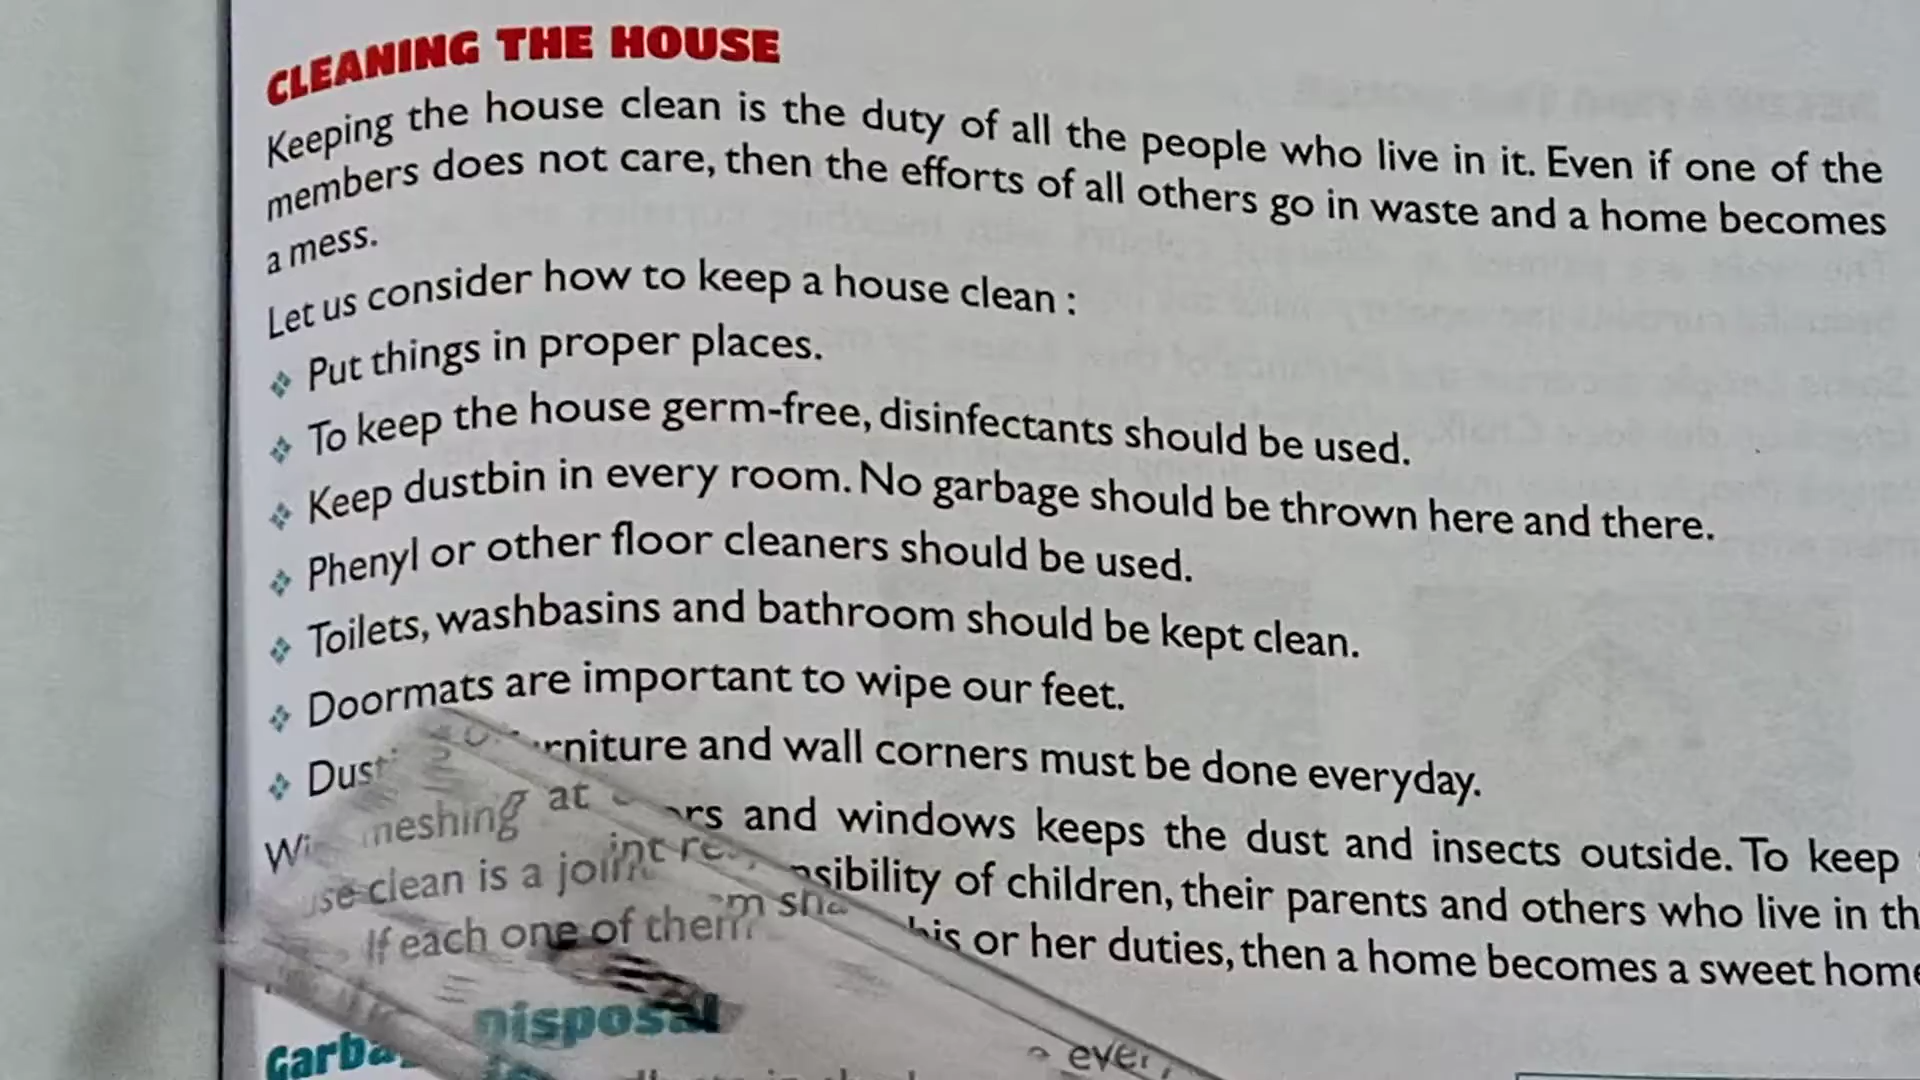 CLEANING THE HOUSE
Keeping the house clean is the duty of all the people who live in it. Even if one of the
members does not care, then the efforts of all others go in waste and a home becomes
a mess.
Let us consider how to keep a house clean :
Put things in proper places.
To keep the house germ-free, disinfectants should be used.
Keep dustbin in every room. No garbage should be thrown here and there.
Phenyl or other floor cleaners should be used.
Toilets, washbasins and bathroom should be kept clean.
Doormats are important to wipe our feet.
and wall corners must be done everyday.
meshing at and windows keeps the dust and insects outside. To keep
clean is a joint responsibility of children, their parents and others who live in
If each one of them or her duties, then a home becomes a sweet home
Disposal